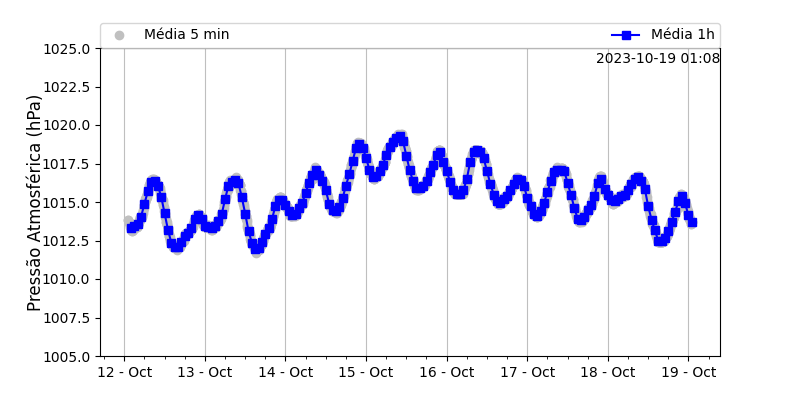 Média 5 min
Média 1h
2023-10-19 01:08
Pressão Atmosférica (hPa)
1025.0
1022.5
1020.0
1017.5
1015.0
1012.5
1010.0
1007.5
1005.0
12 - Oct
13 - Oct
14 - Oct
15 - Oct
16 - Oct
17 - Oct
18 - Oct
19 - Oct